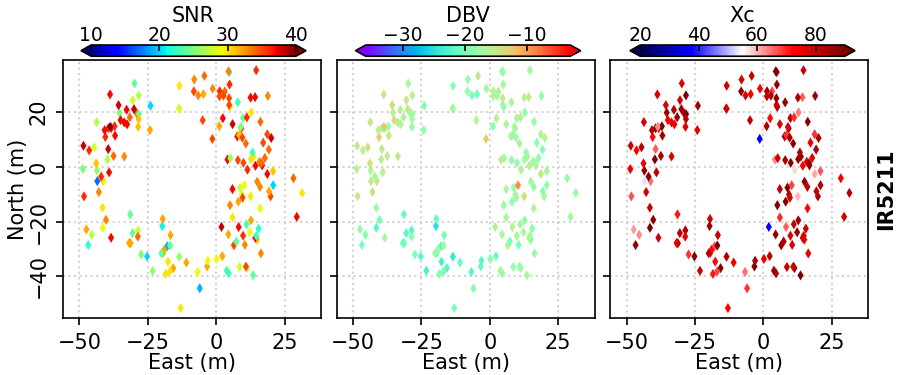 SNR DBV Xc
10 20 30 40 −30 −20 −10 20 40 60 80
North (m)
20
0
−20
−40
−50 −25 0 25 −50 −25 0 25 −50 −25 0 25
East (m) East (m) East (m)
IR5211